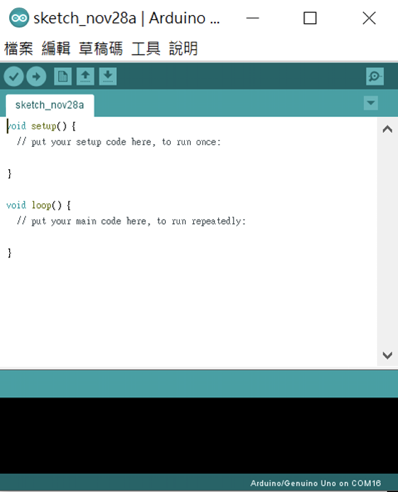 sketch_nov28a | Arduino ...
檔案 編輯 草稿碼 工具 說明
sketch_nov28a
void setup() {
// put your setup code here, to run once:
}
void loop() {
// put your main code here, to run repeatedly:
}
Arduino/Genuino Uno on COM16